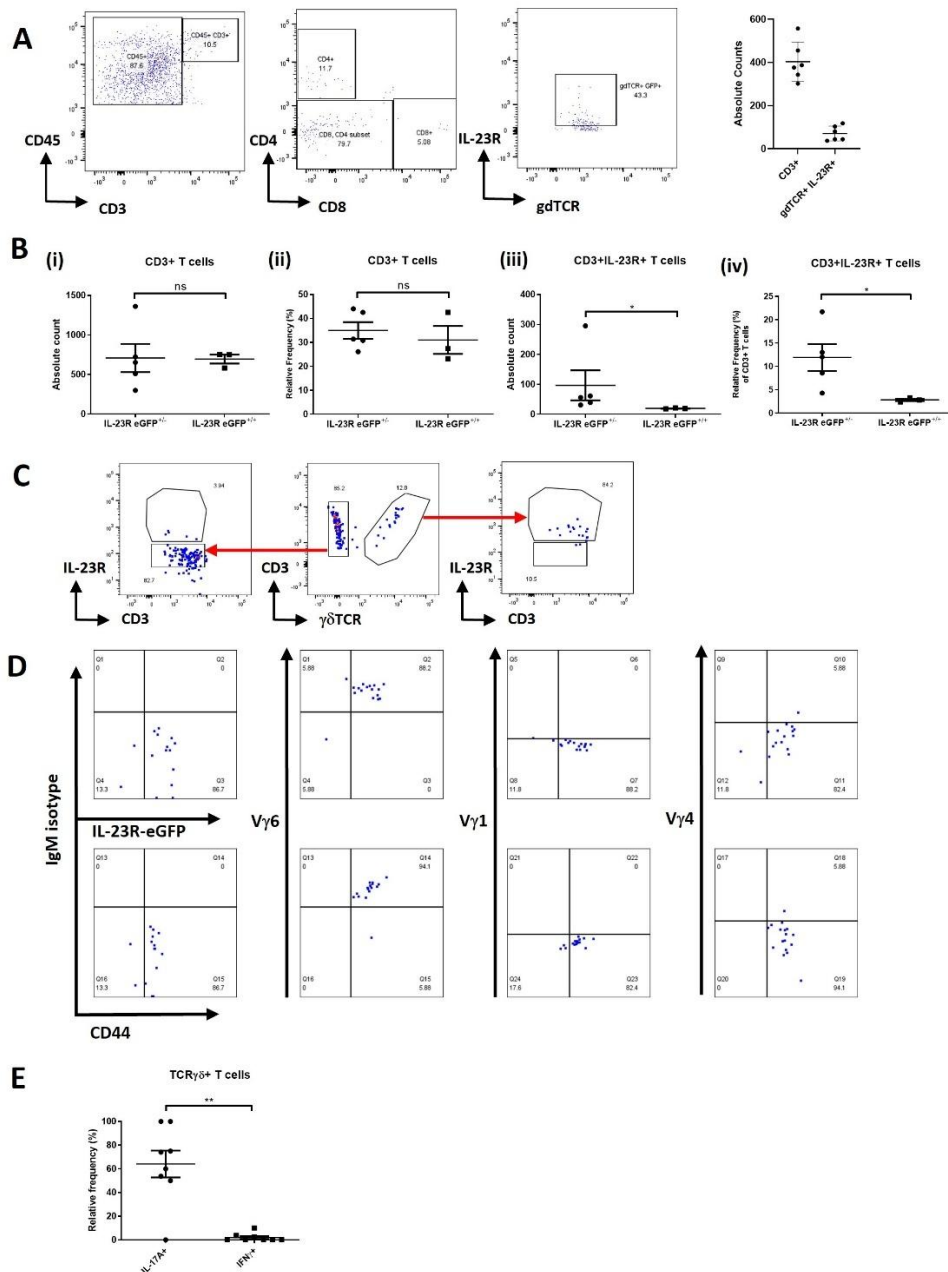 A
CD45+ CD3+
10.5
CD45+
87.6
CD45
CD3
CD4+
11.7
CD8, CD4 subset
79.7
CD8+
5.08
CD4
CD8
gdTCR+ GFP+
43.3
IL-23R
gdTCR
Absolute Counts
600
400
200
0
CD3+
gdTCR+ IL-23R+
B
(i)
CD3+ T cells
ns
Absolute count
1500
1000
500
0
IL-23R eGFP+/-
IL-23R eGFP+/+
(ii)
CD3+ T cells
ns
Relative Frequency (%)
50
40
30
20
10
0
IL-23R eGFP+/-
IL-23R eGFP+/+
(iii)
CD3+IL-23R+ T cells
*
Absolute count
400
300
200
100
0
IL-23R eGFP+/-
IL-23R eGFP+/+
(iv)
CD3+IL-23R+ T cells
*
Relative Frequency (%)
of CD3+ T cells
25
20
15
10
5
0
IL-23R eGFP+/-
IL-23R eGFP+/+
C
3.94
82.7
IL-23R
CD3
85.2
12.8
CD3
γδTCR
84.2
10.5
IL-23R
CD3
D
IgM isotype
Q1
0
Q2
0
Q4
13.3
Q3
86.7
IL-23R-eGFP
Q13
0
Q14
0
Q16
13.3
Q15
86.7
CD44
Vγ6
Q1
5.88
Q2
88.2
Q4
5.88
Q3
0
Q13
0
Q14
94.1
Q16
0
Q15
5.88
Vγ1
Q5
0
Q6
0
Q8
11.8
Q7
88.2
Q21
0
Q22
0
Q24
17.6
Q23
82.4
Vγ4
Q9
0
Q10
5.88
Q12
11.8
Q11
82.4
Q17
0
Q18
5.88
Q20
0
Q19
94.1
E
TCRγδ+ T cells
**
Relative frequency (%)
100
80
60
40
20
0
IL-17A+
IFNγ+